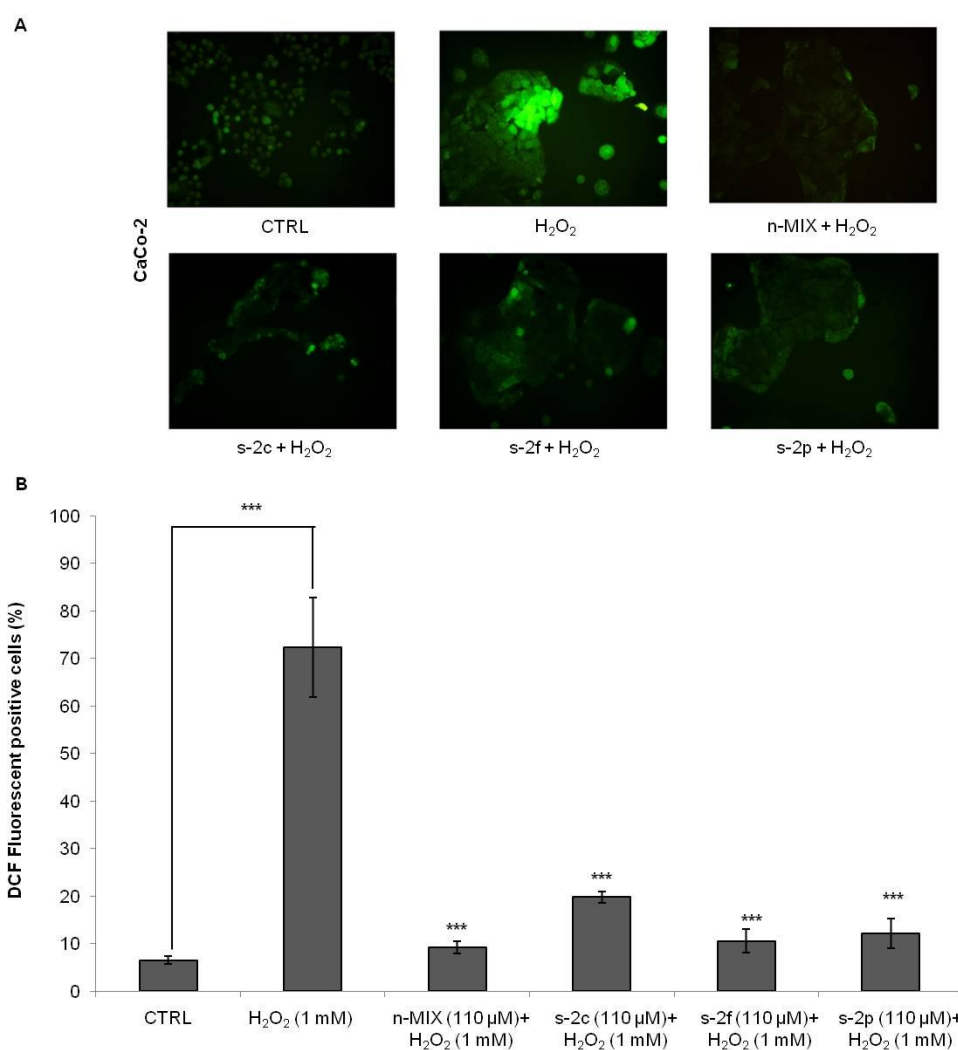 A
CTRL
H₂O₂
n-MIX + H₂O₂
CaCo-2
s-2c + H₂O₂
s-2f + H₂O₂
s-2p + H₂O₂
B
DCF Fluorescent positive cells (%)
100
90
80
70
60
50
40
30
20
10
0
***
***
***
***
***
CTRL
H₂O₂ (1 mM)
n-MIX (110 µM)+
H₂O₂ (1 mM)
s-2c (110 µM)+
H₂O₂ (1 mM)
s-2f (110 µM)+
H₂O₂ (1 mM)
s-2p (110 µM)+
H₂O₂ (1 mM)